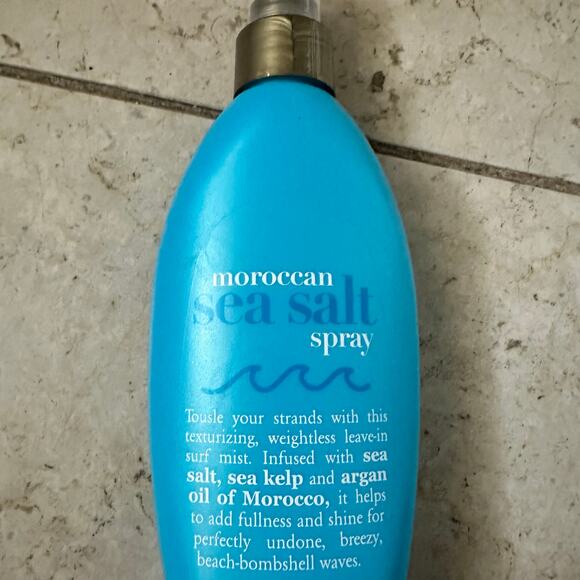 moroccan
sea salt
spray
Tousle your strands with this
texturizing, weightless leave-in
surf mist. Infused with sea
salt, sea kelp and argan
oil of Morocco, it helps
to add fullness and shine for
perfectly undone, breezy,
beach-bombshell waves.